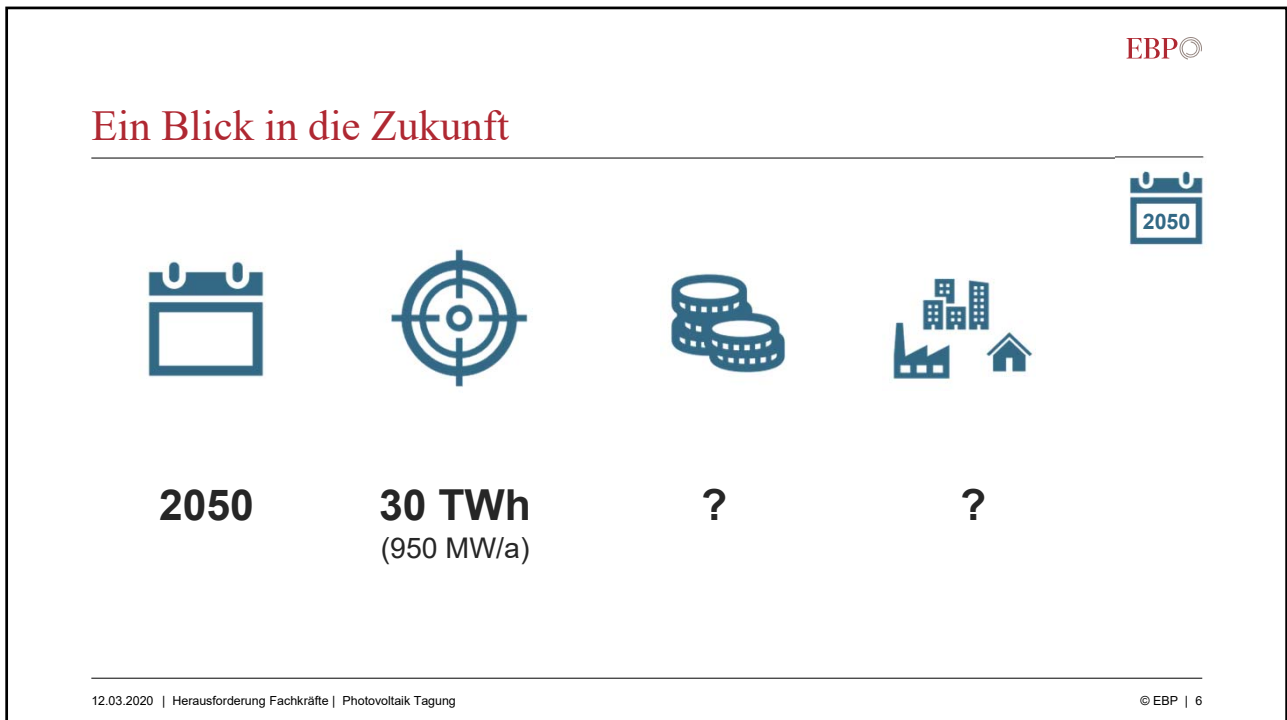 EBP
Ein Blick in die Zukunft
2050
2050
30 TWh
(950 MW/a)
?
?
12.03.2020 | Herausforderung Fachkräfte | Photovoltaik Tagung
© EBP | 6